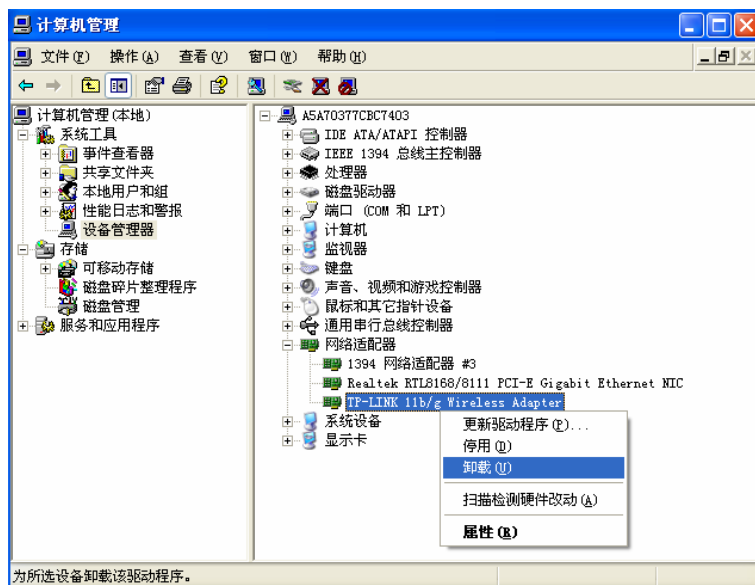 计算机管理
文件(F) 操作(A) 查看(V) 窗口(W) 帮助(H)
计算机管理(本地)
系统工具
事件查看器
共享文件夹
本地用户和组
性能日志和警报
设备管理器
存储
可移动存储
磁盘碎片整理程序
磁盘管理
服务和应用程序
A5A70377CBC7403
IDE ATA/ATAPI 控制器
IEEE 1394 总线主控制器
处理器
磁盘驱动器
端口 (COM 和 LPT)
计算机
监视器
键盘
声音、视频和游戏控制器
鼠标和其它指针设备
通用串行总线控制器
网络适配器
1394 网络适配器 #3
Realtek RTL8168/8111 PCI-E Gigabit Ethernet NIC
TP-LINK 11b/g Wireless Adapter
系统设备
显示卡
更新驱动程序(P)...
停用(D)
卸载(U)
扫描检测硬件改动(A)
属性(R)
为所选设备卸载该驱动程序。